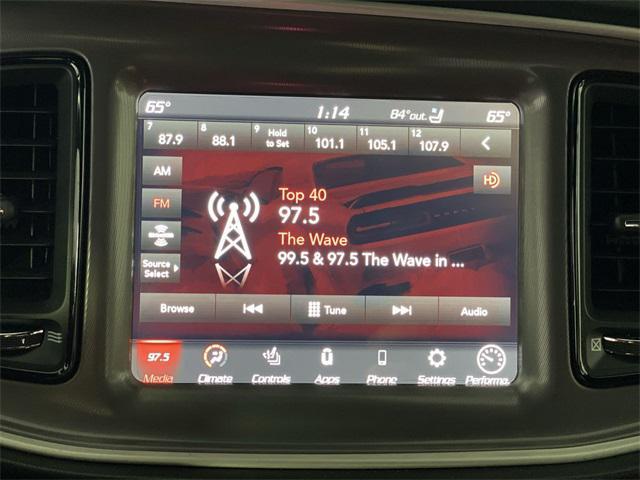 65° 1:14 84°out. 65°
7 87.9 8 88.1 9 Hold to Set 10 101.1 11 105.1 12 107.9
AM
HD
FM
Top 40
97.5
The Wave
99.5 & 97.5 The Wave in ...
Source
Select
Browse Tune Audio
97.5
Media Climate Controls Apps Phone Settings Performa.